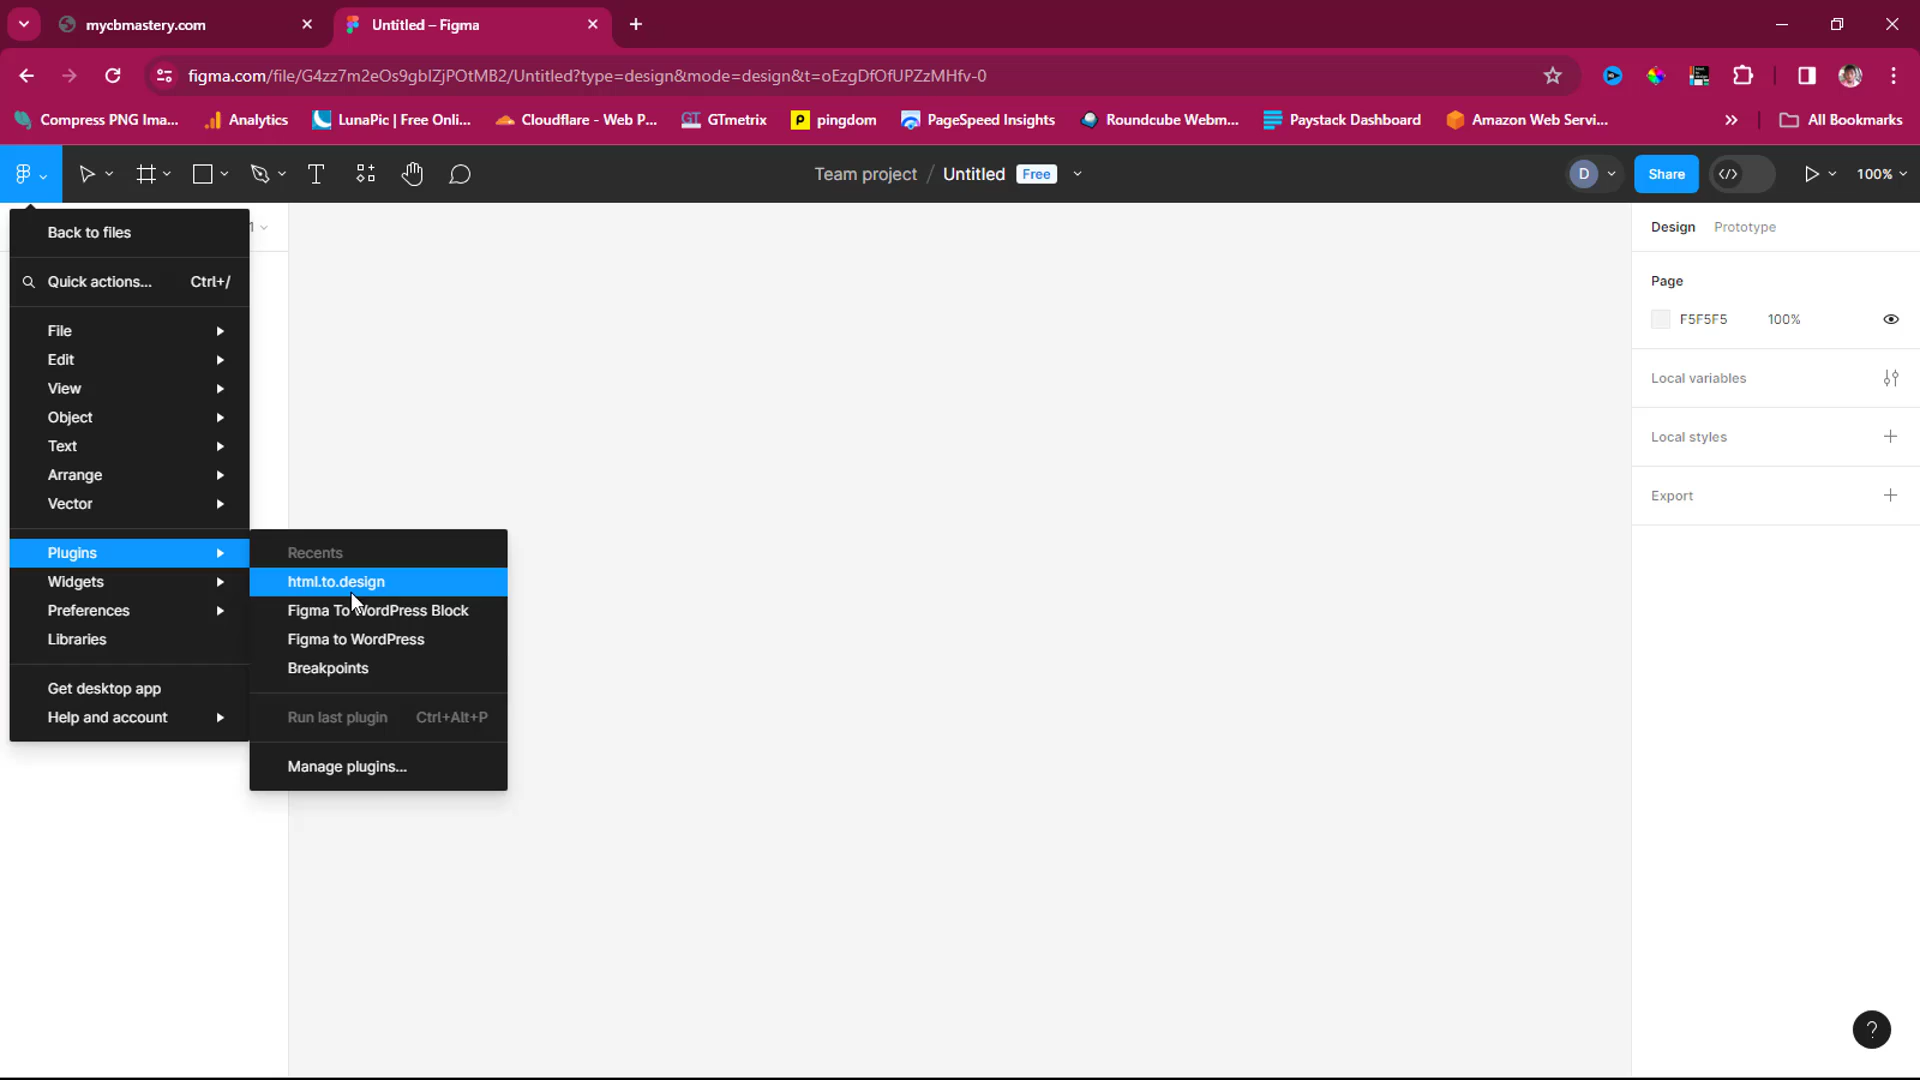 mycbmastery.com
Untitled – Figma
figma.com/file/G4zz7m2eOs9gbIZjPOtMB2/Untitled?type=design&mode=design&t=oEzgDfOfUPZzMHfv-0
Compress PNG Ima...
Analytics
LunaPic | Free Onli...
Cloudflare - Web P...
GTmetrix
pingdom
PageSpeed Insights
Roundcube Webm...
Paystack Dashboard
Amazon Web Servi...
»
All Bookmarks
Team project / Untitled Free
D
Share
100%
Back to files
Quick actions... Ctrl+/
File
Edit
View
Object
Text
Arrange
Vector
Plugins
Widgets
Preferences
Libraries
Get desktop app
Help and account
Recents
html.to.design
Figma To WordPress Block
Figma to WordPress
Breakpoints
Run last plugin Ctrl+Alt+P
Manage plugins...
Design Prototype
Page
F5F5F5 100%
Local variables
Local styles
Export
?